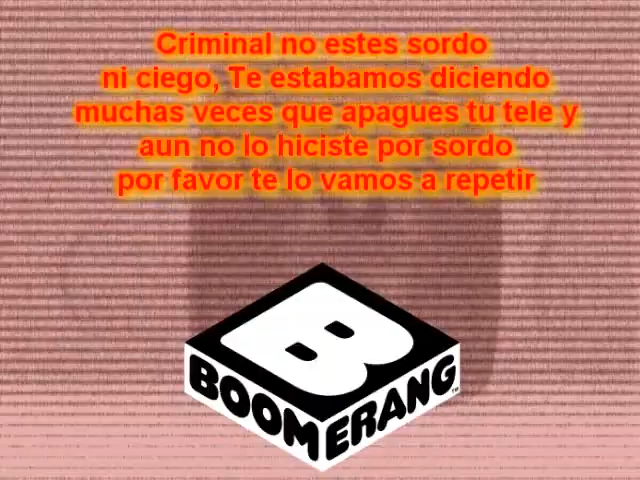 Criminal no estes sordo
ni ciego, Te estabamos diciendo
muchas veces que apagues tu tele y
aun no lo hiciste por sordo
por favor te lo vamos a repetir
B
BOOMERANG™